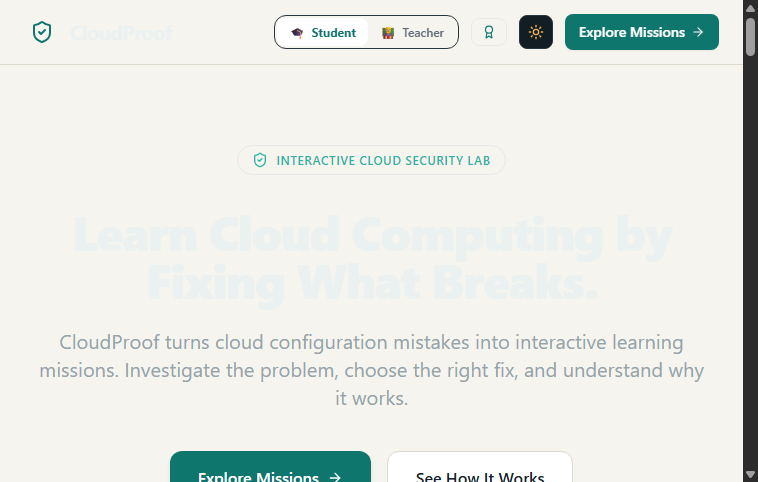 CloudProof
Student
Teacher
Explore Missions
INTERACTIVE CLOUD SECURITY LAB
Learn Cloud Computing by
Fixing What Breaks.
CloudProof turns cloud configuration mistakes into interactive learning
missions. Investigate the problem, choose the right fix, and understand why
it works.
Explore Missions
See How It Works